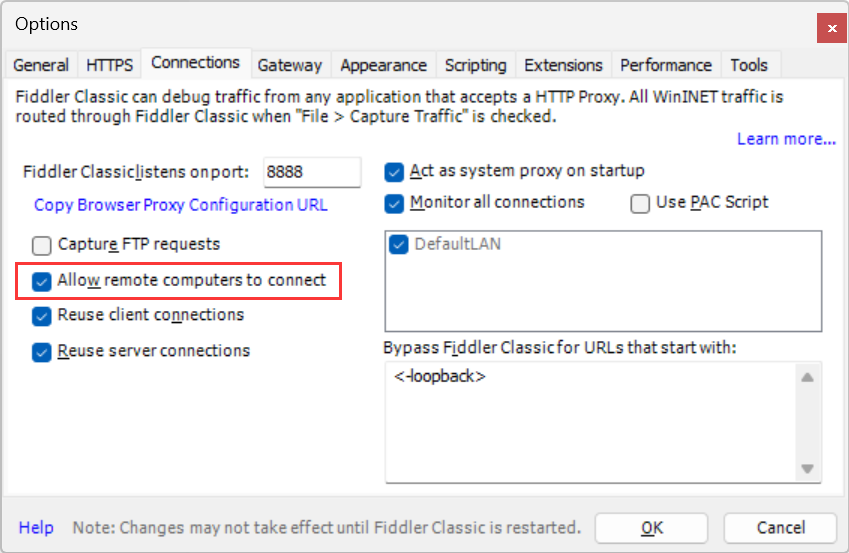 Options
General HTTPS Connections Gateway Appearance Scripting Extensions Performance Tools
Fiddler Classic can debug traffic from any application that accepts a HTTP Proxy. All WinINET traffic is
routed through Fiddler Classic when "File > Capture Traffic" is checked.
Learn more...
Fiddler Classic listens on port: 8888
Copy Browser Proxy Configuration URL
Capture FTP requests
Allow remote computers to connect
Reuse client connections
Reuse server connections
Act as system proxy on startup
Monitor all connections Use PAC Script
DefaultLAN
Bypass Fiddler Classic for URLs that start with:
<-loopback>
Help Note: Changes may not take effect until Fiddler Classic is restarted. OK Cancel